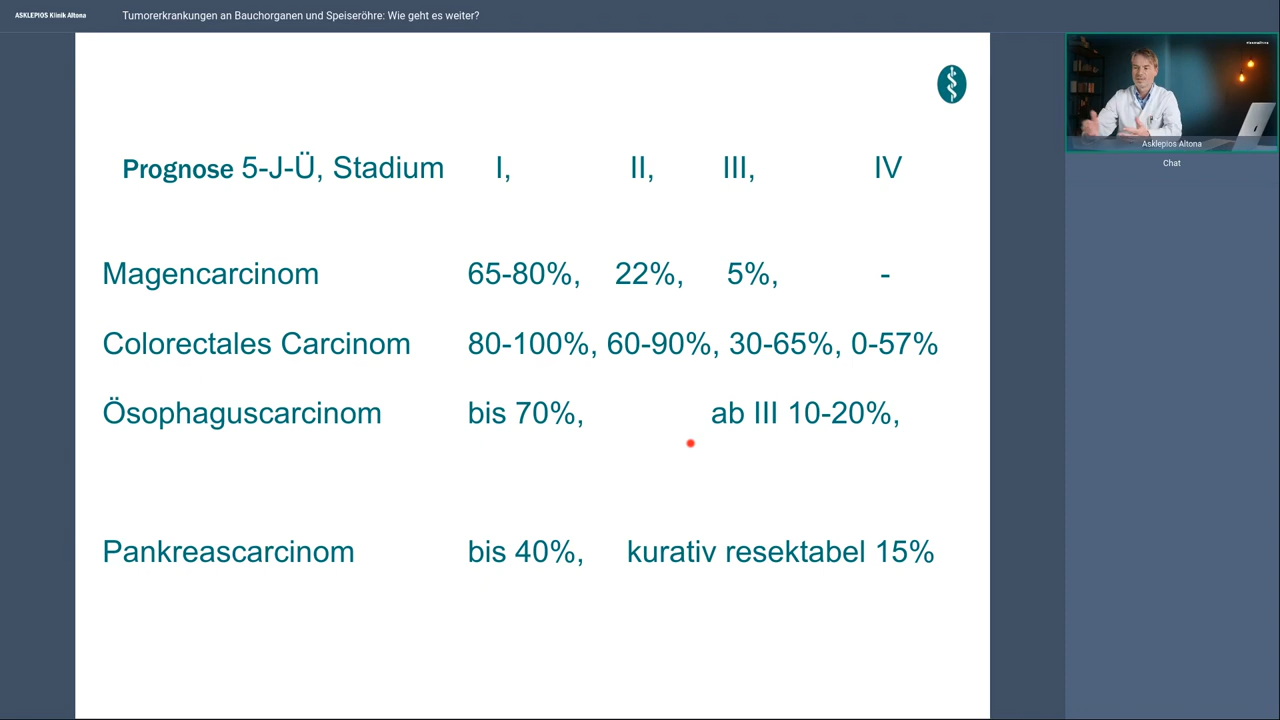 ASKLEPIOS Klinik Altona
Tumorerkrankungen an Bauchorganen und Speiseröhre: Wie geht es weiter?
Prognose 5-J-Ü, Stadium I, II, III, IV
Magencarcinom 65-80%, 22%, 5%, -
Colorectales Carcinom 80-100%, 60-90%, 30-65%, 0-57%
Ösophaguscarcinom bis 70%, ab III 10-20%,
Pankreascarcinom bis 40%, kurativ resektabel 15%
Asklepios Altona
Chat